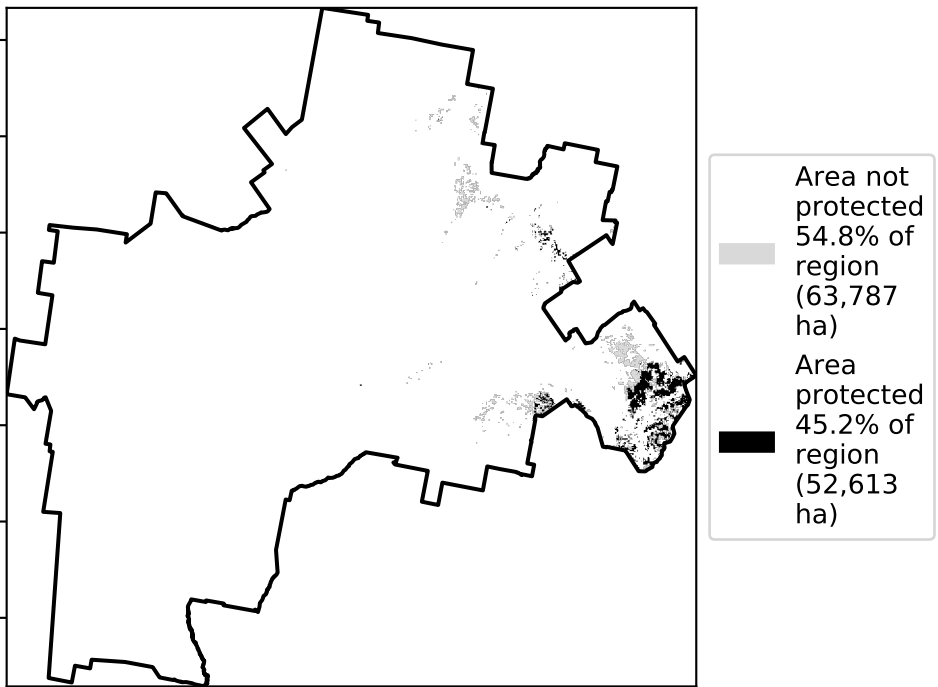 Area not
protected
54.8% of
region
(63,787
ha)
Area
protected
45.2% of
region
(52,613
ha)